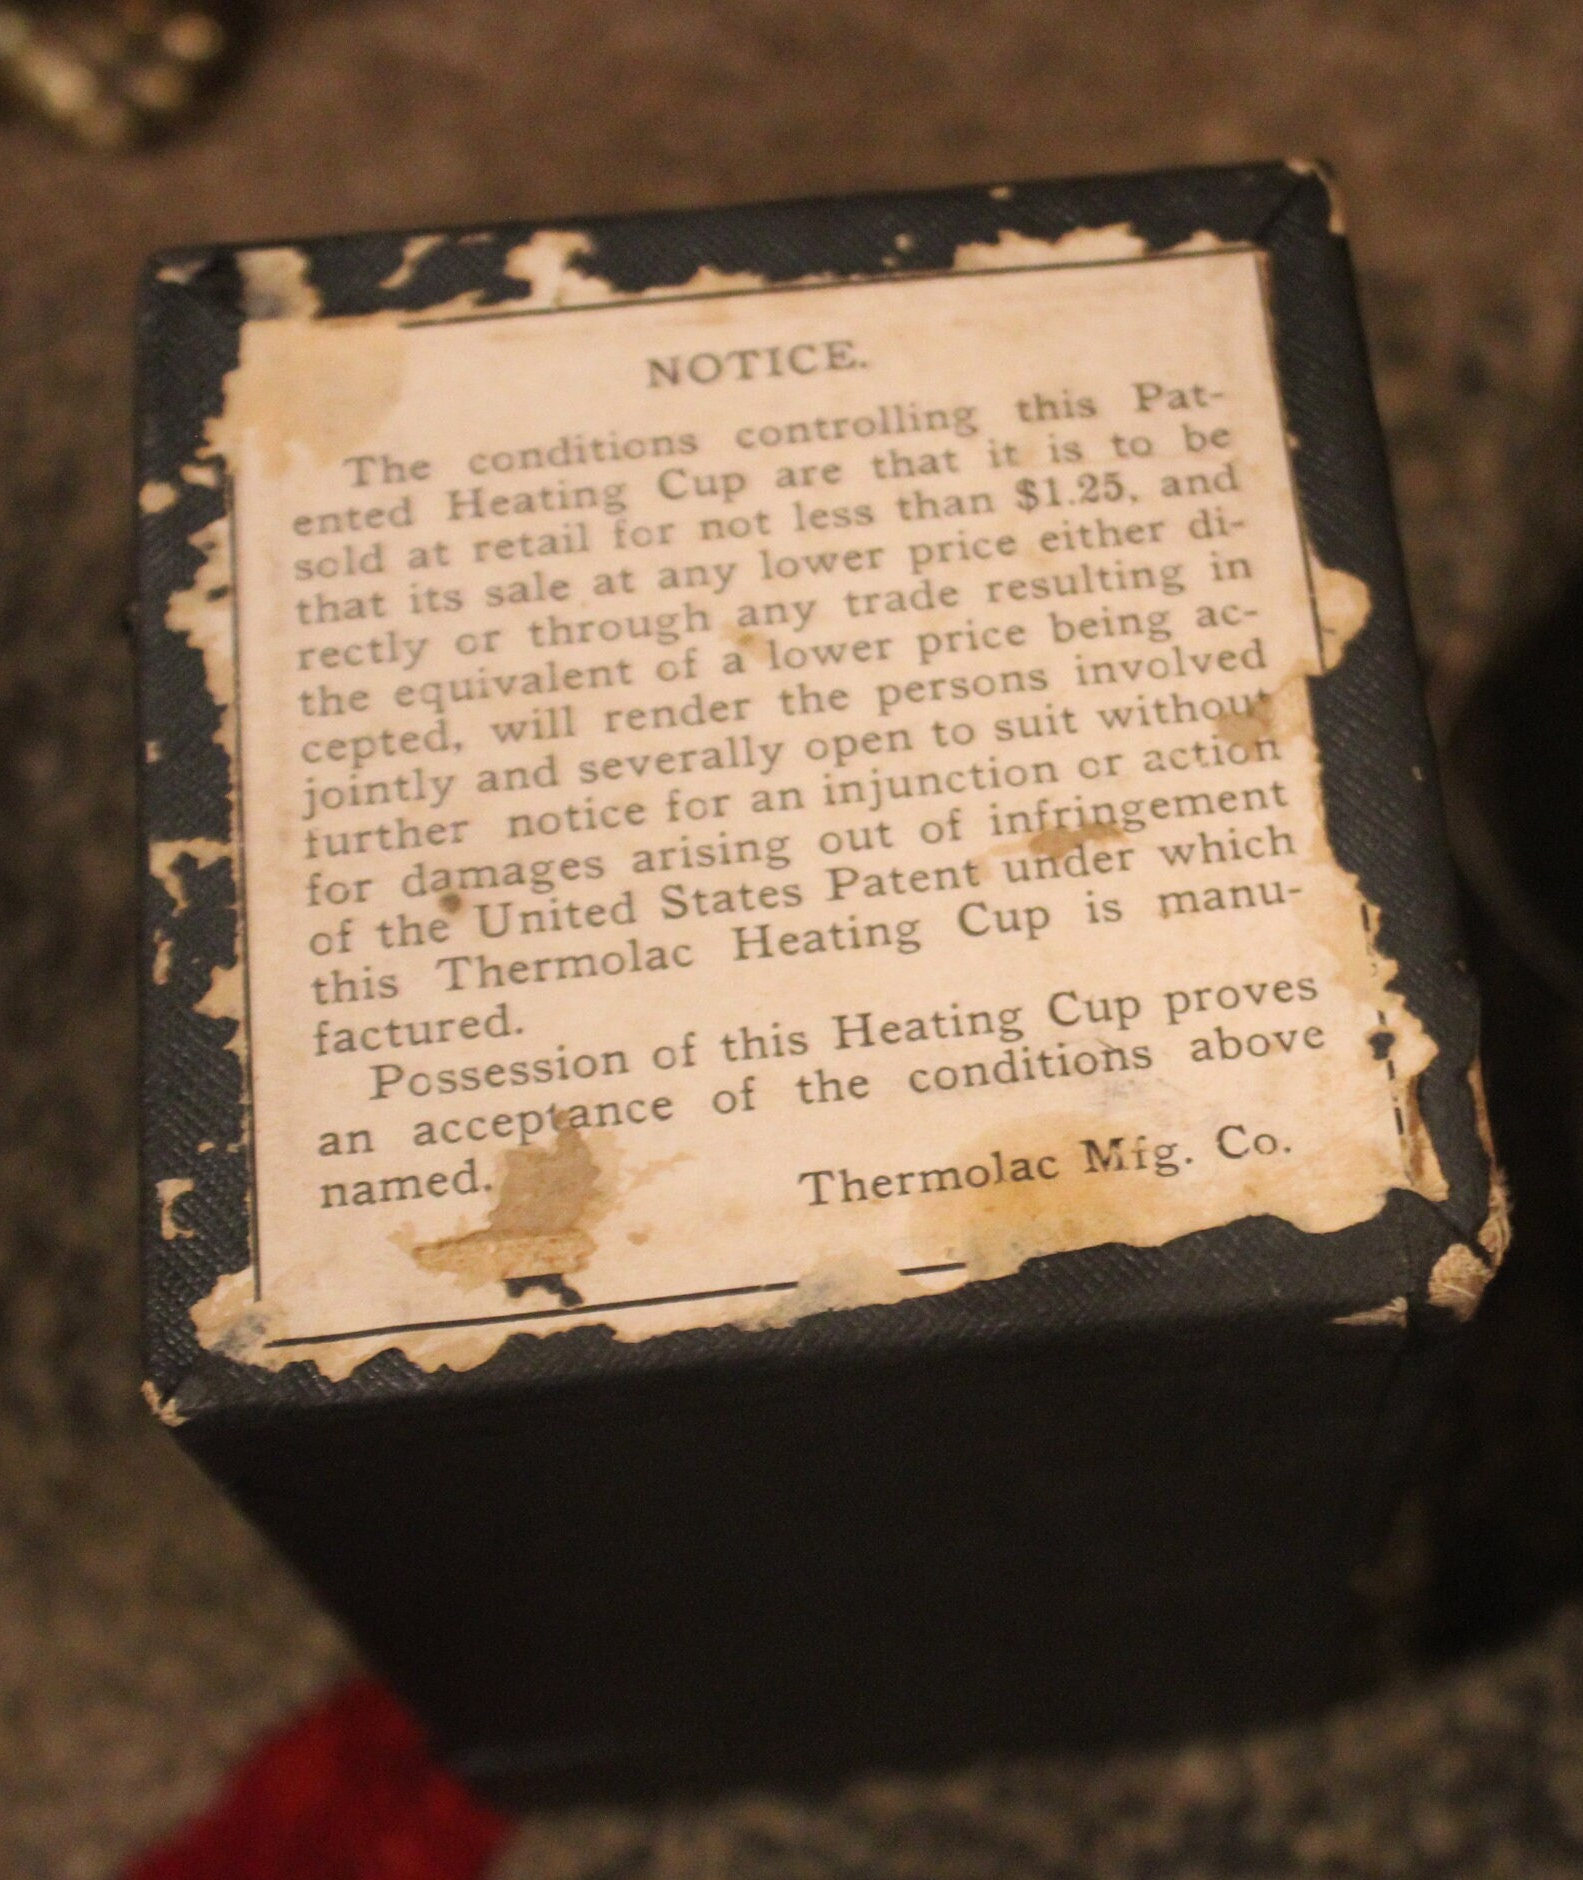 NOTICE.
The conditions controlling this Pat-
ented Heating Cup are that it is to be
sold at retail for not less than $1.25, and
that its sale at any lower price either di-
rectly or through any trade resulting in
the equivalent of a lower price being ac-
cepted, will render the persons involved
jointly and severally open to suit without
further notice for an injunction or action
for damages arising out of infringement
of the United States Patent under which
this Thermolac Heating Cup is manu-
factured.
Possession of this Heating Cup proves
an acceptance of the conditions above
named.
Thermolac Mfg. Co.